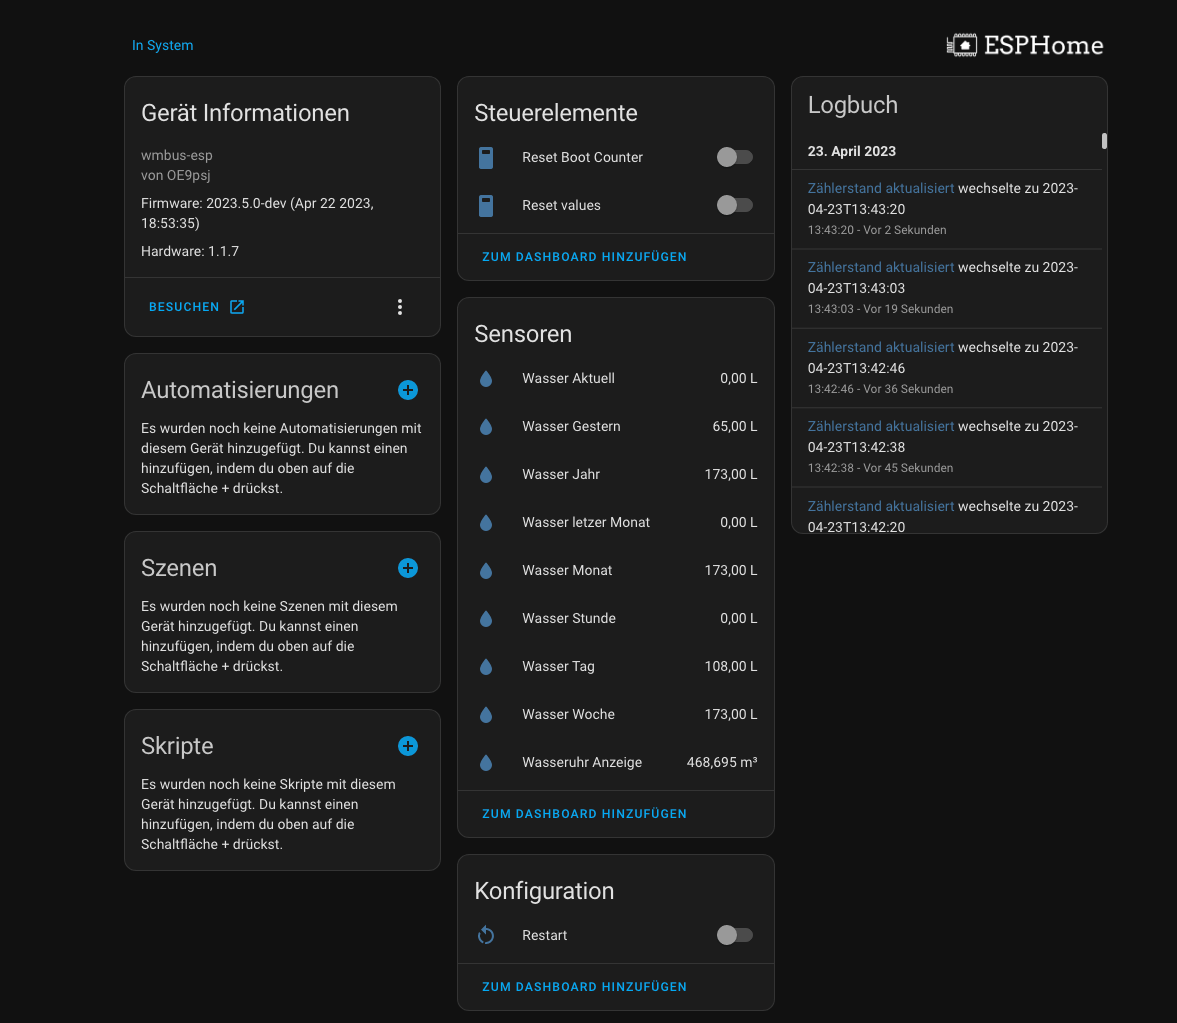 In System
ESPHome
Gerät Informationen
wmbus-esp
von OE9psj
Firmware: 2023.5.0-dev (Apr 22 2023,
18:53:35)
Hardware: 1.1.7
BESUCHEN
Automatisierungen
Es wurden noch keine Automatisierungen mit
diesem Gerät hinzugefügt. Du kannst einen
hinzufügen, indem du oben auf die
Schaltfläche + drückst.
Szenen
Es wurden noch keine Szenen mit diesem
Gerät hinzugefügt. Du kannst einen
hinzufügen, indem du oben auf die
Schaltfläche + drückst.
Skripte
Es wurden noch keine Skripte mit diesem
Gerät hinzugefügt. Du kannst einen
hinzufügen, indem du oben auf die
Schaltfläche + drückst.
Steuerelemente
Reset Boot Counter
Reset values
ZUM DASHBOARD HINZUFÜGEN
Sensoren
Wasser Aktuell 0,00 L
Wasser Gestern 65,00 L
Wasser Jahr 173,00 L
Wasser letzer Monat 0,00 L
Wasser Monat 173,00 L
Wasser Stunde 0,00 L
Wasser Tag 108,00 L
Wasser Woche 173,00 L
Wasseruhr Anzeige 468,695 m³
ZUM DASHBOARD HINZUFÜGEN
Konfiguration
Restart
ZUM DASHBOARD HINZUFÜGEN
Logbuch
23. April 2023
Zählerstand aktualisiert wechselte zu 2023-
04-23T13:43:20
13:43:20 - Vor 2 Sekunden
Zählerstand aktualisiert wechselte zu 2023-
04-23T13:43:03
13:43:03 - Vor 19 Sekunden
Zählerstand aktualisiert wechselte zu 2023-
04-23T13:42:46
13:42:46 - Vor 36 Sekunden
Zählerstand aktualisiert wechselte zu 2023-
04-23T13:42:38
13:42:38 - Vor 45 Sekunden
Zählerstand aktualisiert wechselte zu 2023-
04-23T13:42:20